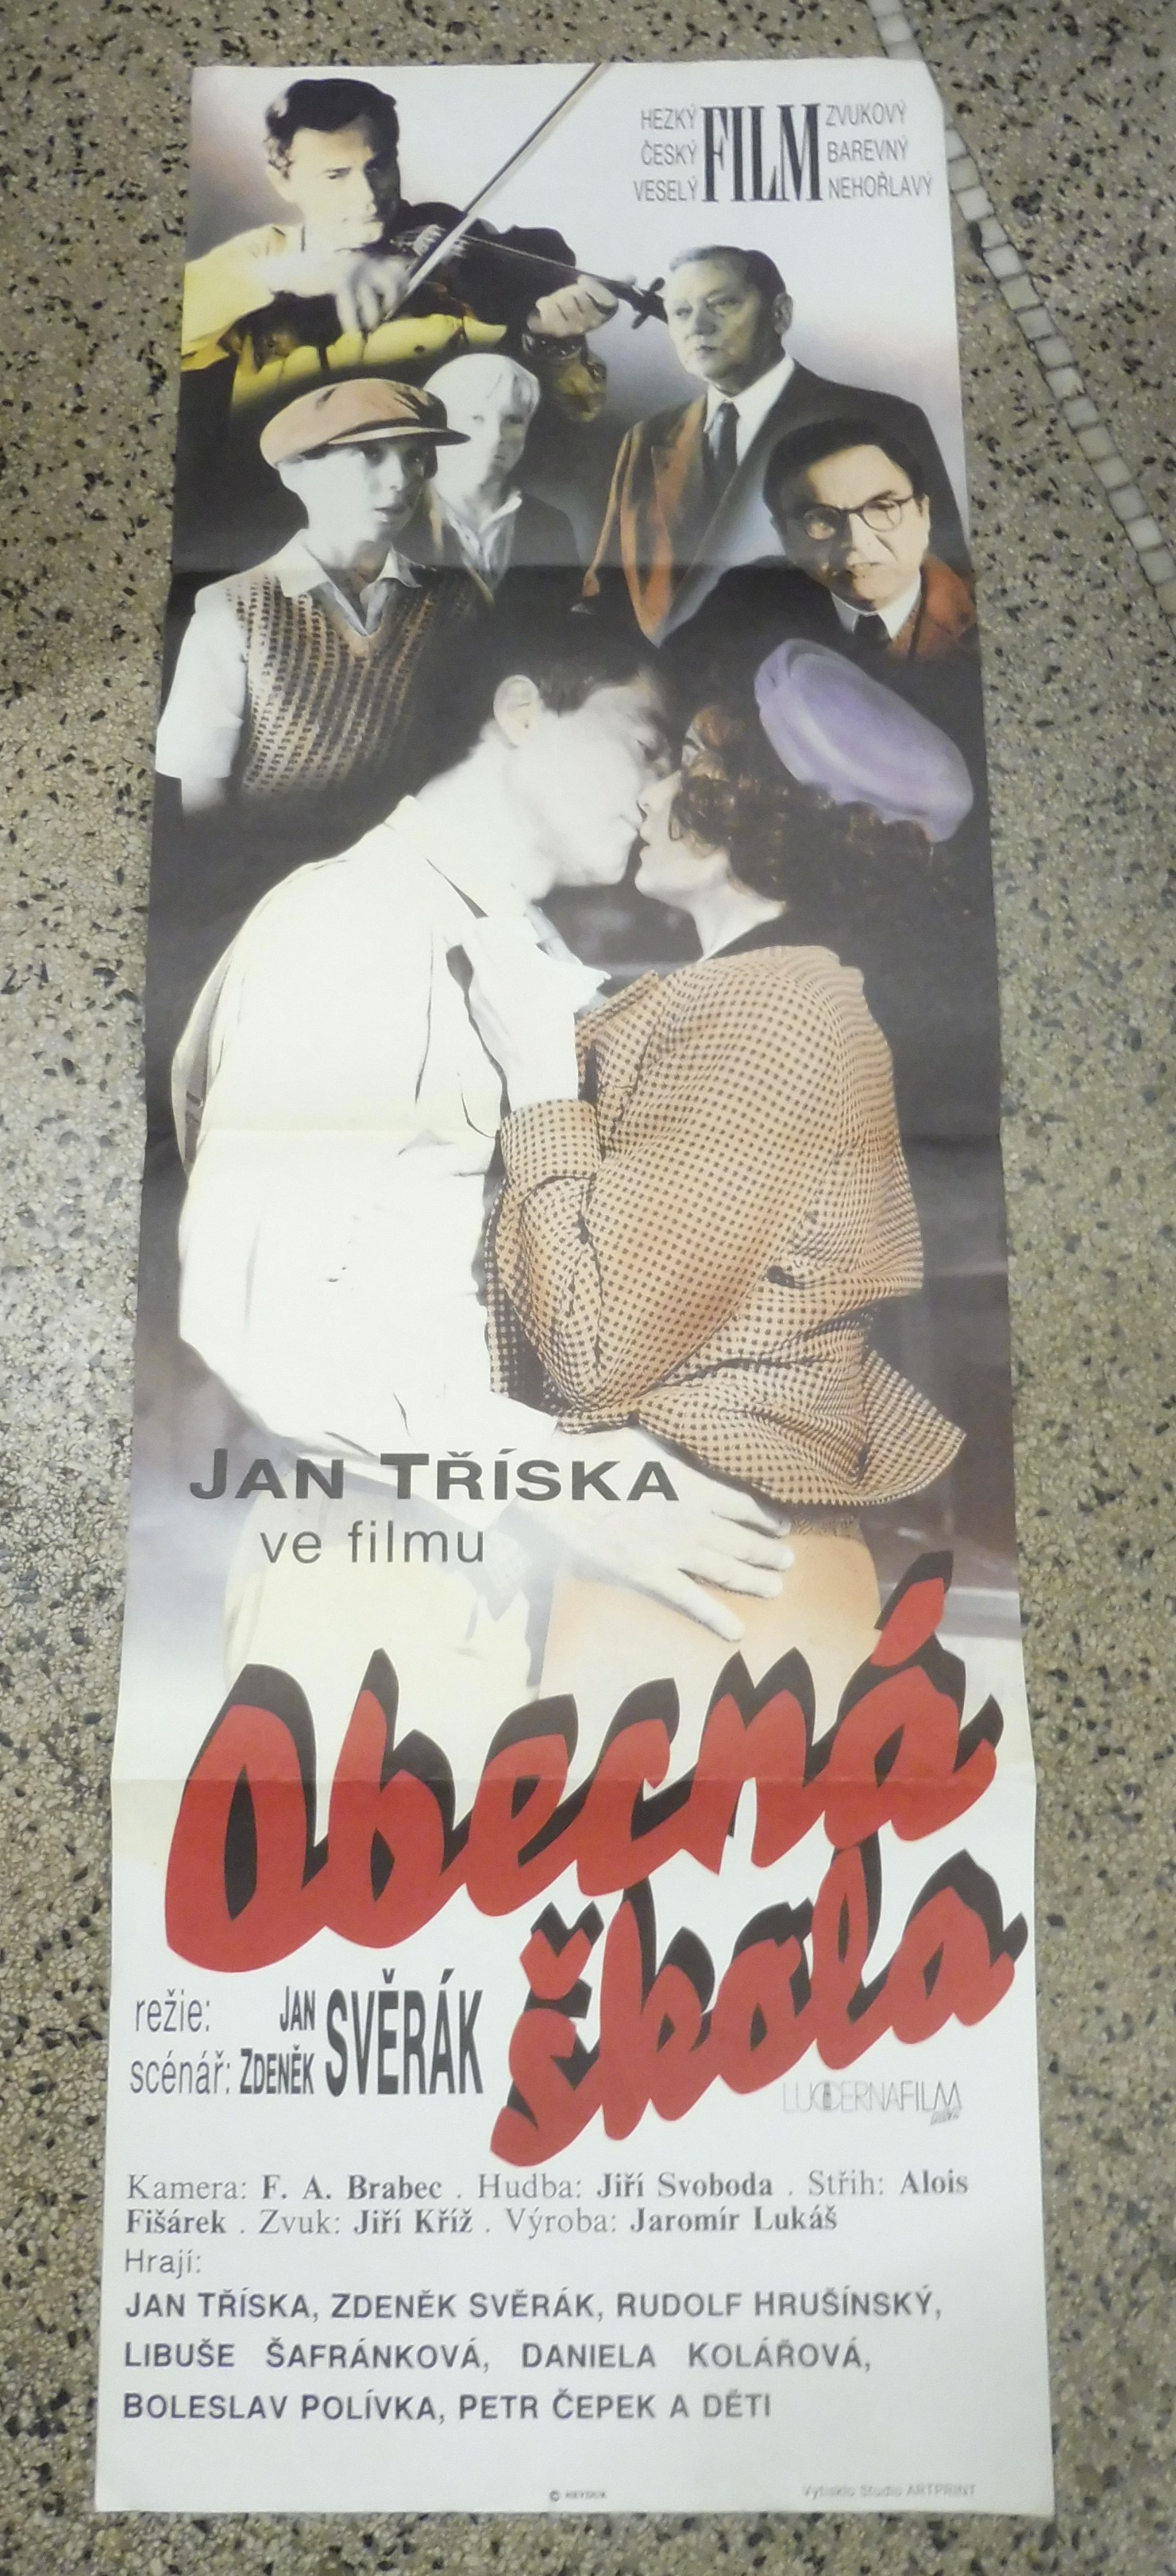 HEZKÝ FILM ZVUKOVÝ
ČESKÝ BAREVNÝ
VESELÝ NEHOŘLAVÝ
JAN TŘÍSKA
ve filmu
Obecná
škola
režie: JAN SVĚRÁK
scénář: ZDENĚK
LUCERNAFILM
Kamera: F. A. Brabec . Hudba: Jiří Svoboda . Střih: Alois
Fišárek . Zvuk: Jiří Kříž . Výroba: Jaromír Lukáš
Hrají:
JAN TŘÍSKA, ZDENĚK SVĚRÁK, RUDOLF HRUŠÍNSKÝ,
LIBUŠE ŠAFRÁNKOVÁ, DANIELA KOLÁŘOVÁ,
BOLESLAV POLÍVKA, PETR ČEPEK A DĚTI
©
Vytisklo Studio ARTPRINT